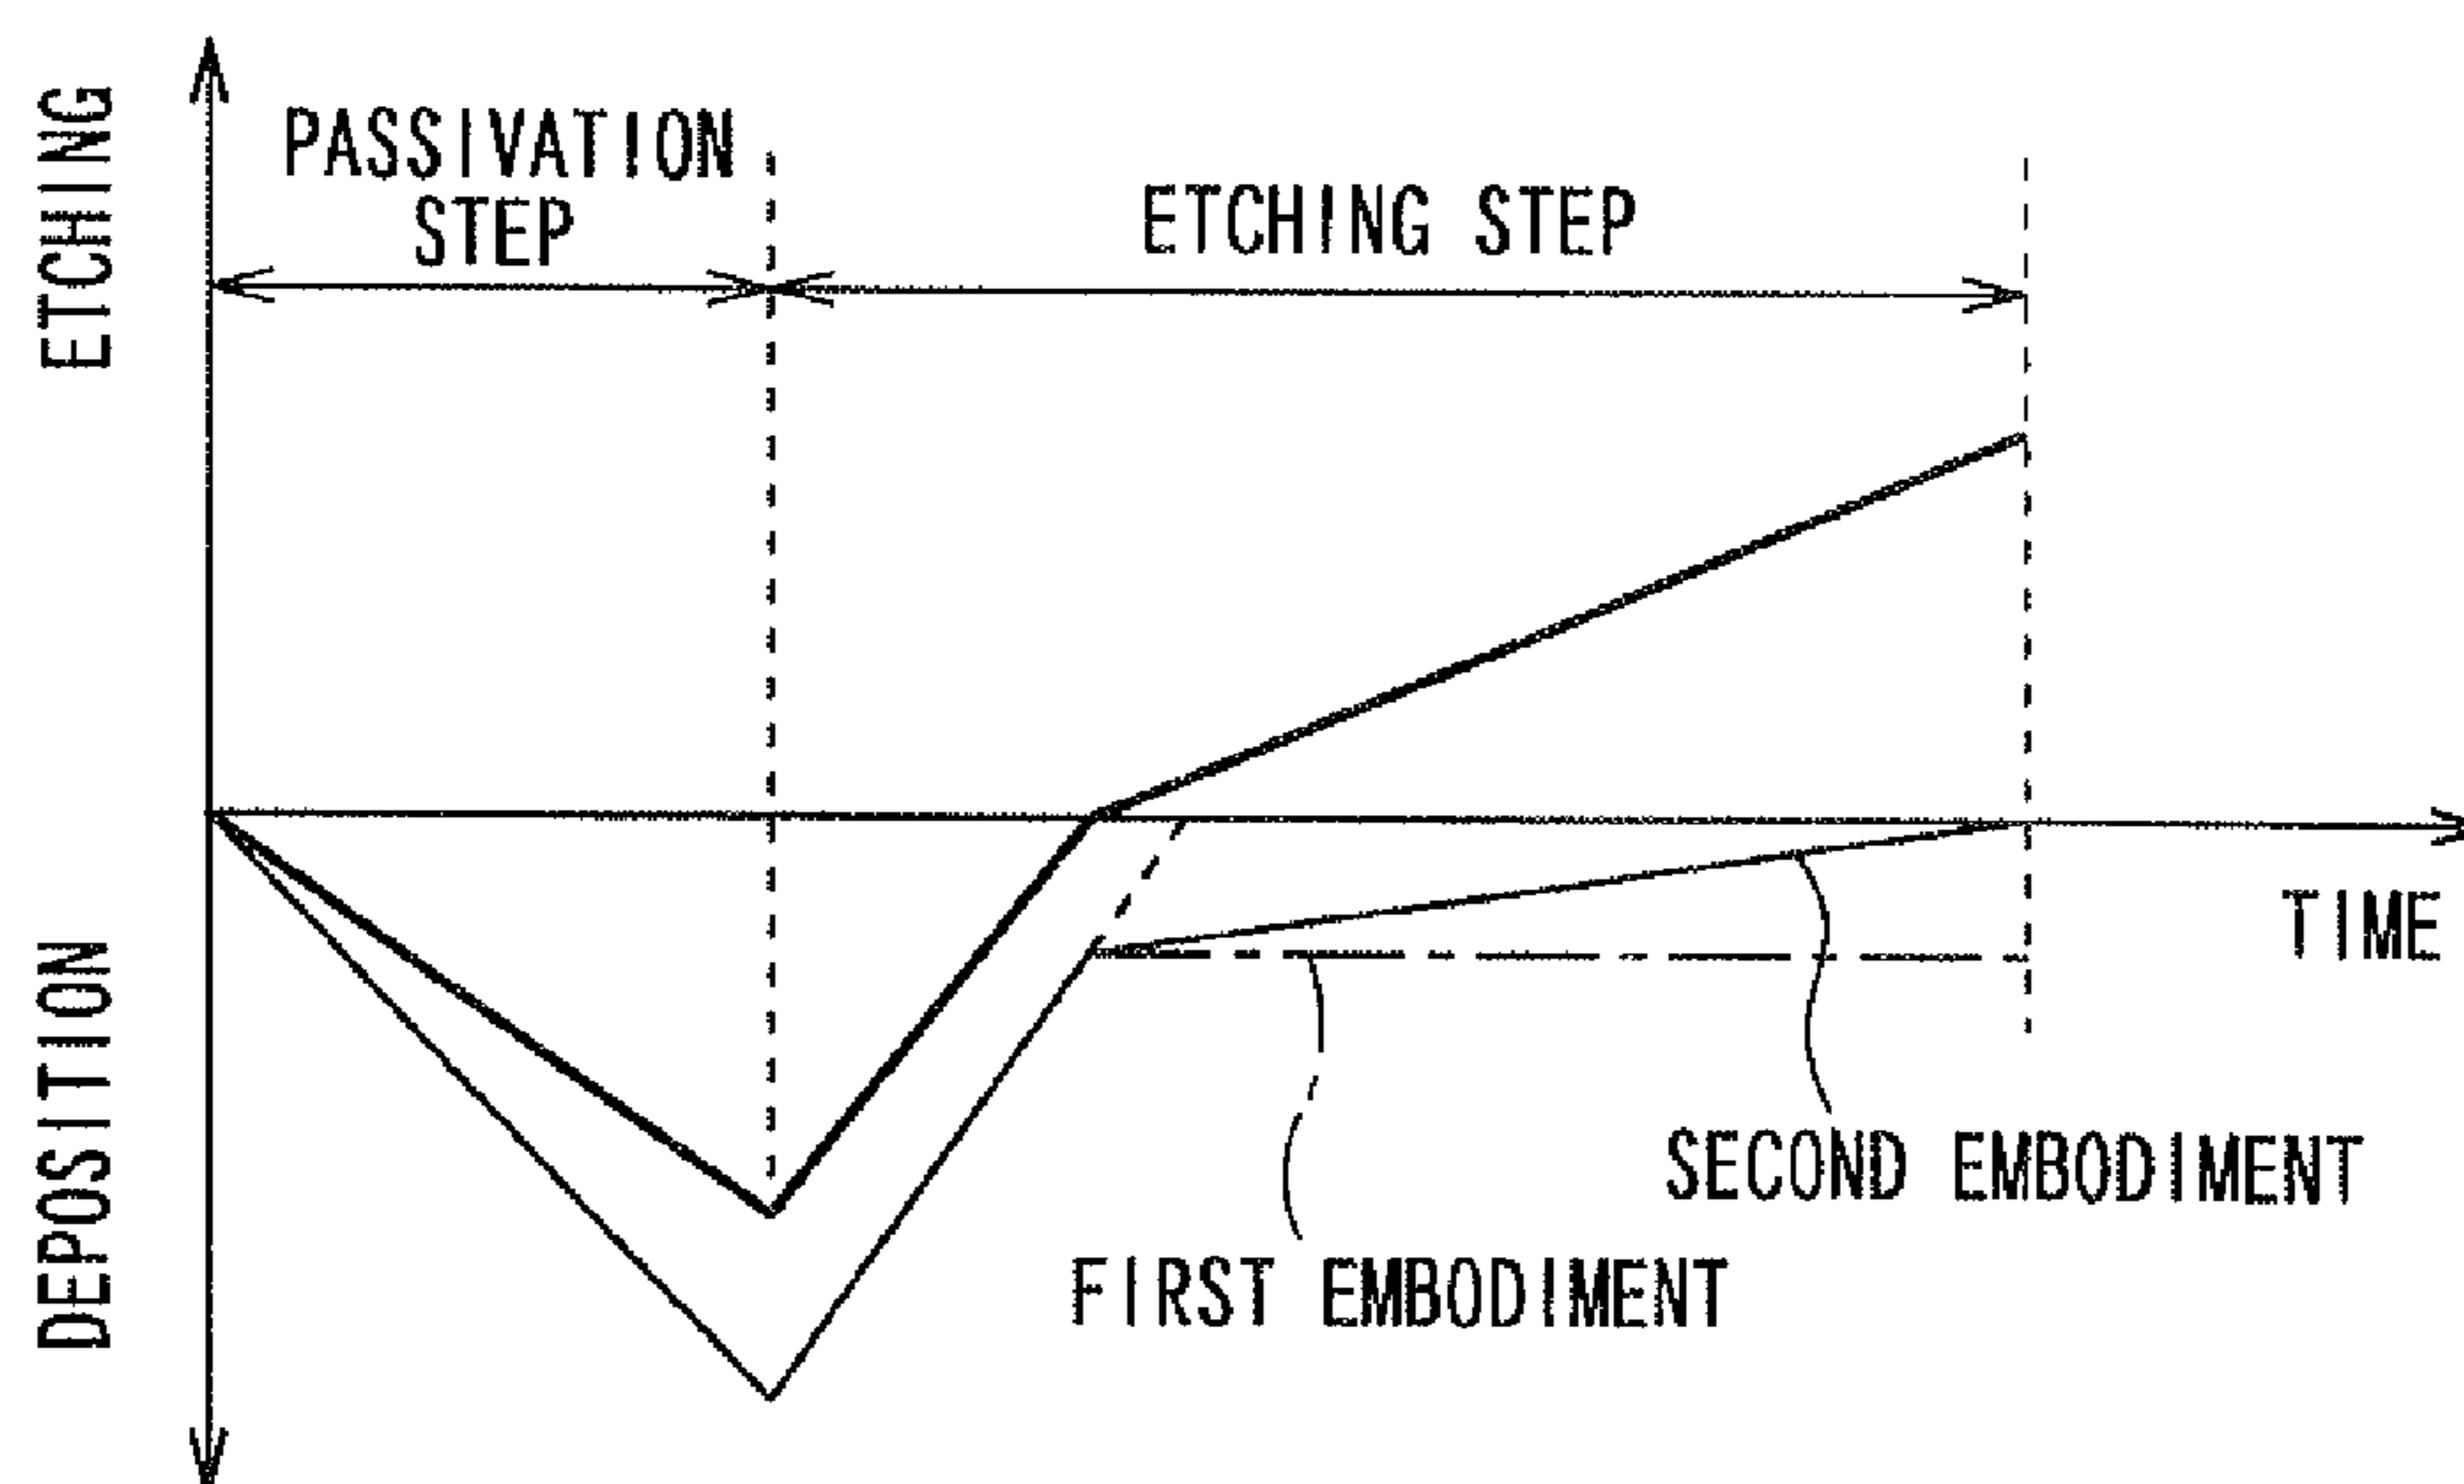 ETCHING
PASSIVATION
STEP
ETCHING STEP
DEPOSITION
TIME
SECOND EMBODIMENT
FIRST EMBODIMENT